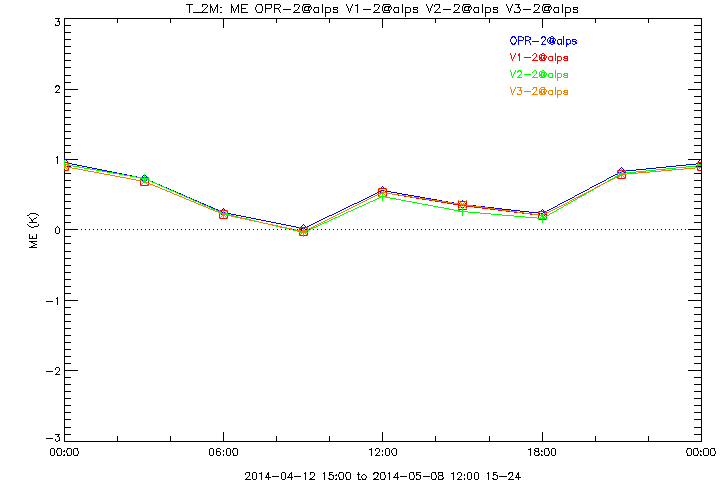 T_2M: ME OPR-2@alps V1-2@alps V2-2@alps V3-2@alps
OPR-2@alps
V1-2@alps
V2-2@alps
V3-2@alps
3
2
1
0
-1
-2
-3
ME (K)
00:00 06:00 12:00 18:00 00:00
2014-04-12 15:00 to 2014-05-08 12:00 15-24